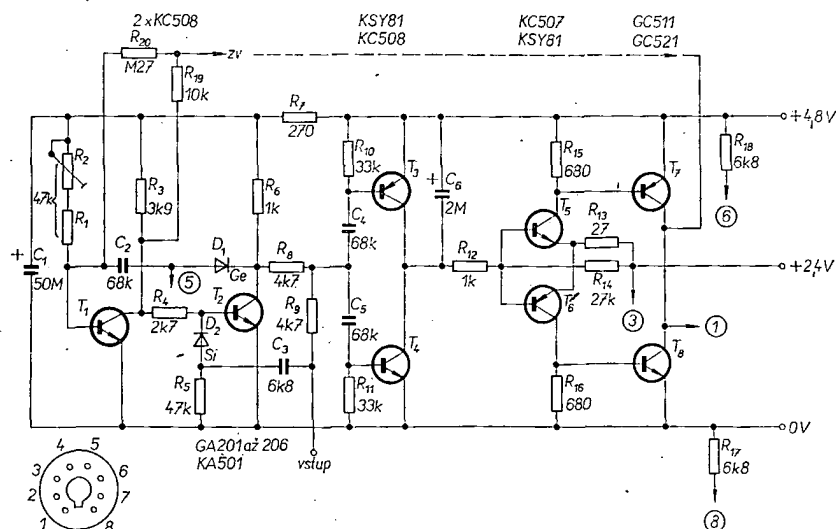 2 x KC508
KSY81
KC508
KC507
KSY81
GC511
GC521
R20
M27
zv
R19
10k
R7
270
+4,8V
R2
47k
R1
R3
3k9
R6
1k
R10
33k
T3
C6
2M
R15
680
T7
R18
6k8
6
C1
50M
C2
68k
5
D1
Ge
R8
4k7
C4
68k
R12
1k
T5
R13
27
R14
27k
+2,4V
T1
R4
2k7
D2
Si
T2
R9
4k7
C5
68k
T6
3
1
R5
47k
C3
6k8
R11
33k
T4
R16
680
T8
0V
GA201 až 206
KA501
vstup
R17
6k8
8
4 5
3 6
2 7
1 8